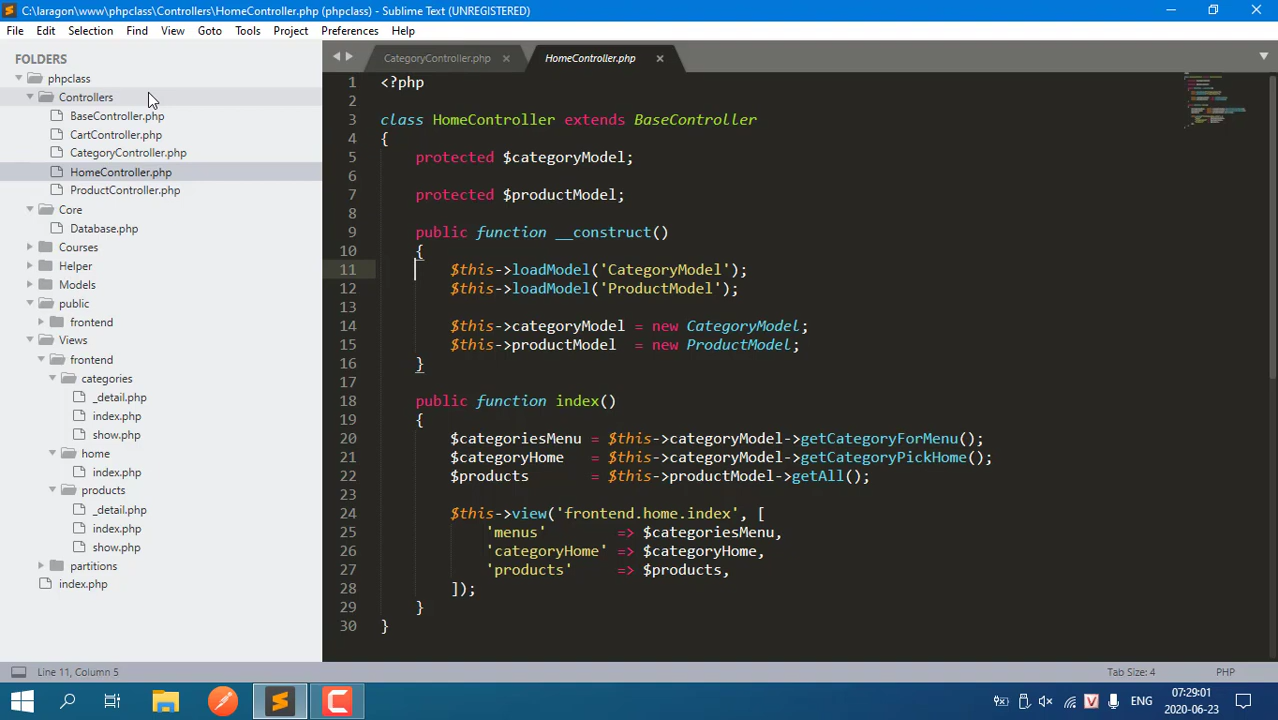 C:\laragon\www\phpclass\Controllers\HomeController.php (phpclass) - Sublime Text (UNREGISTERED)
File Edit Selection Find View Goto Tools Project Preferences Help
FOLDERS
phpclass
Controllers
BaseController.php
CartController.php
CategoryController.php
HomeController.php
ProductController.php
Core
Database.php
Courses
Helper
Models
public
frontend
Views
frontend
categories
_detail.php
index.php
show.php
home
index.php
products
_detail.php
index.php
show.php
partitions
index.php
CategoryController.php HomeController.php
1 <?php
2
3 class HomeController extends BaseController
4 {
5     protected $categoryModel;
6
7     protected $productModel;
8
9     public function __construct()
10     {
11         $this->loadModel('CategoryModel');
12         $this->loadModel('ProductModel');
13
14         $this->categoryModel = new CategoryModel;
15         $this->productModel  = new ProductModel;
16     }
17
18     public function index()
19     {
20         $categoriesMenu = $this->categoryModel->getCategoryForMenu();
21         $categoryHome   = $this->categoryModel->getCategoryPickHome();
22         $products       = $this->productModel->getAll();
23
24         $this->view('frontend.home.index', [
25             'menus'        => $categoriesMenu,
26             'categoryHome' => $categoryHome,
27             'products'     => $products,
28         ]);
29     }
30 }
Line 11, Column 5 Tab Size: 4 PHP
V ENG 07:29:01
2020-06-23